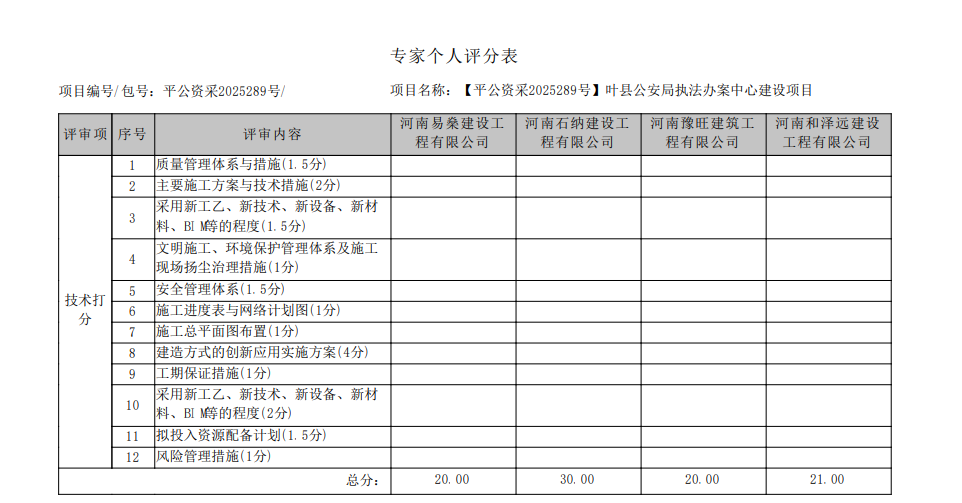 专家个人评分表
项目编号/包号：平公资采2025289号/ 项目名称：【平公资采2025289号】叶县公安局执法办案中心建设项目
评审项 序号 评审内容 河南易燊建设工程有限公司 河南石纳建设工程有限公司 河南豫旺建筑工程有限公司 河南和泽远建设工程有限公司
技术打分
1 质量管理体系与措施(1.5分)
2 主要施工方案与技术措施(2分)
3 采用新工乙、新技术、新设备、新材
料、BIM等的程度(1.5分)
4 文明施工、环境保护管理体系及施工
现场扬尘治理措施(1分)
5 安全管理体系(1.5分)
6 施工进度表与网络计划图(1分)
7 施工总平面图布置(1分)
8 建造方式的创新应用实施方案(4分)
9 工期保证措施(1分)
10 采用新工乙、新技术、新设备、新材
料、BIM等的程度(2分)
11 拟投入资源配备计划(1.5分)
12 风险管理措施(1分)
总分： 20.00 30.00 20.00 21.00